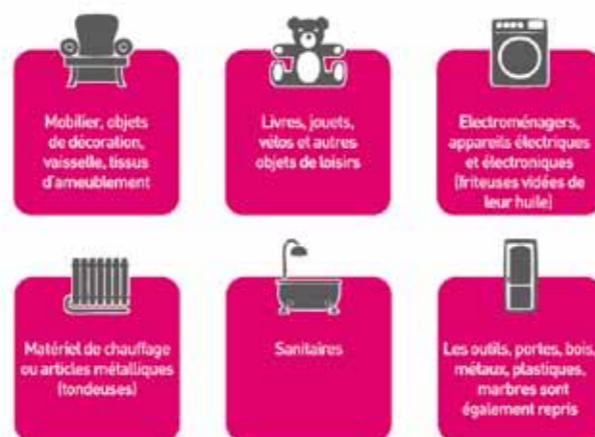 Mobilier, objets
de décoration,
vaisselle, tissus
d'ameublement
Livres, jouets,
vélos et autres
objets de loisirs
Electroménagers,
appareils électriques
et électroniques
(friteuses vidées de
leur huile)
Matériel de chauffage
ou articles métalliques
(tondeuses)
Sanitaires
Les outils, portes, bois,
métaux, plastiques,
marbres sont
également repris